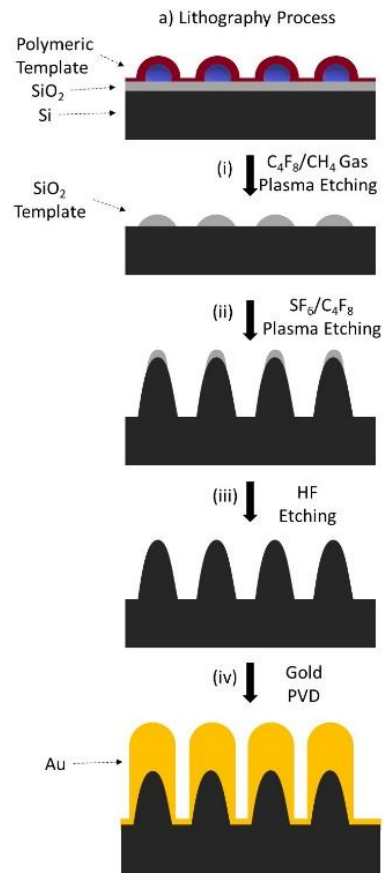 a) Lithography Process
Polymeric
Template
SiO₂
Si
(i)
C₄F₈/CH₄ Gas
Plasma Etching
SiO₂
Template
(ii)
SF₆/C₄F₈
Plasma Etching
(iii)
HF
Etching
(iv)
Gold
PVD
Au